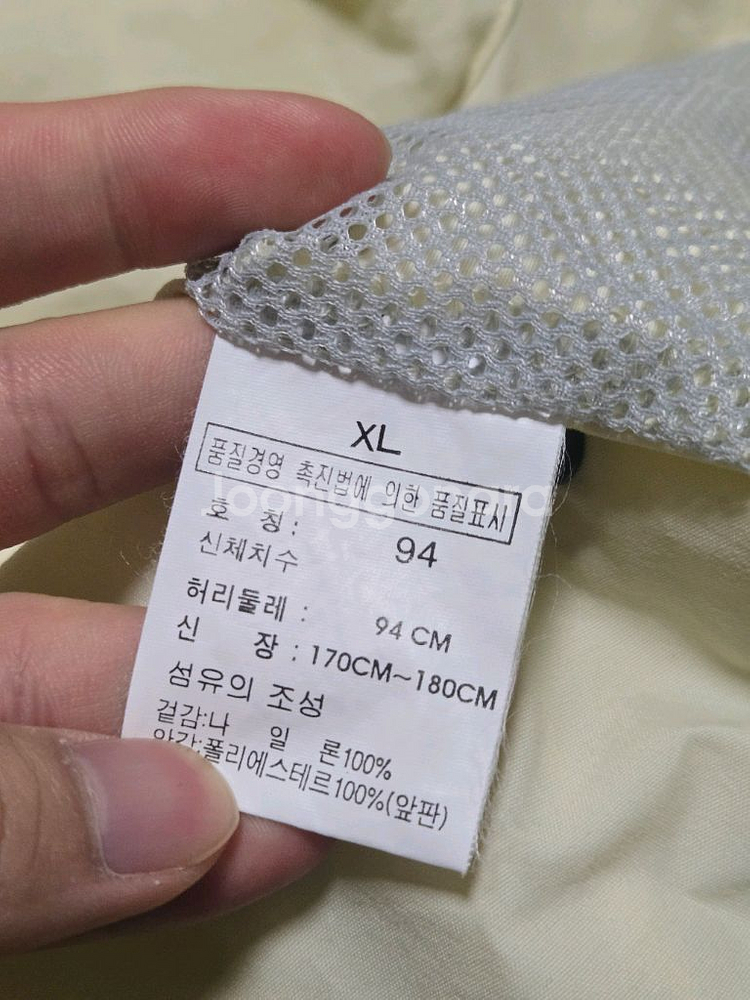 XL
품질경영 촉진법에 의한 품질표시
Joonggonara
호 칭: 94
신체치수
허리둘레 : 94 CM
신 장 : 170CM~180CM
섬유의 조성
겉감:나 일 론100%
안감:폴리에스테르100%(앞판)